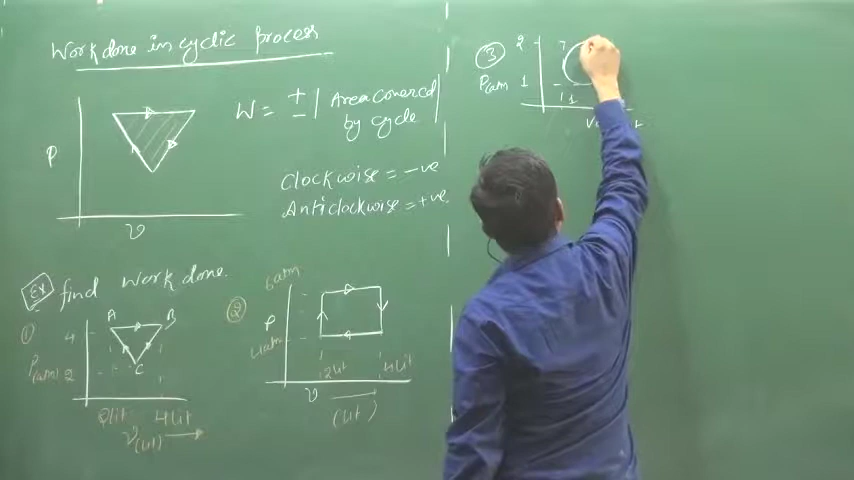 Work done in cyclic process
P
V
W = + - | Area covered by cycle |
Clockwise = -ve
Anticlockwise = +ve
Ex find work done.
①
4
P(atm) 2
A B
C
2lit 4lit
V(lit)
②
6atm
P
4atm
2lit 4lit
V
(lit)
③ 2
Patm 1
1